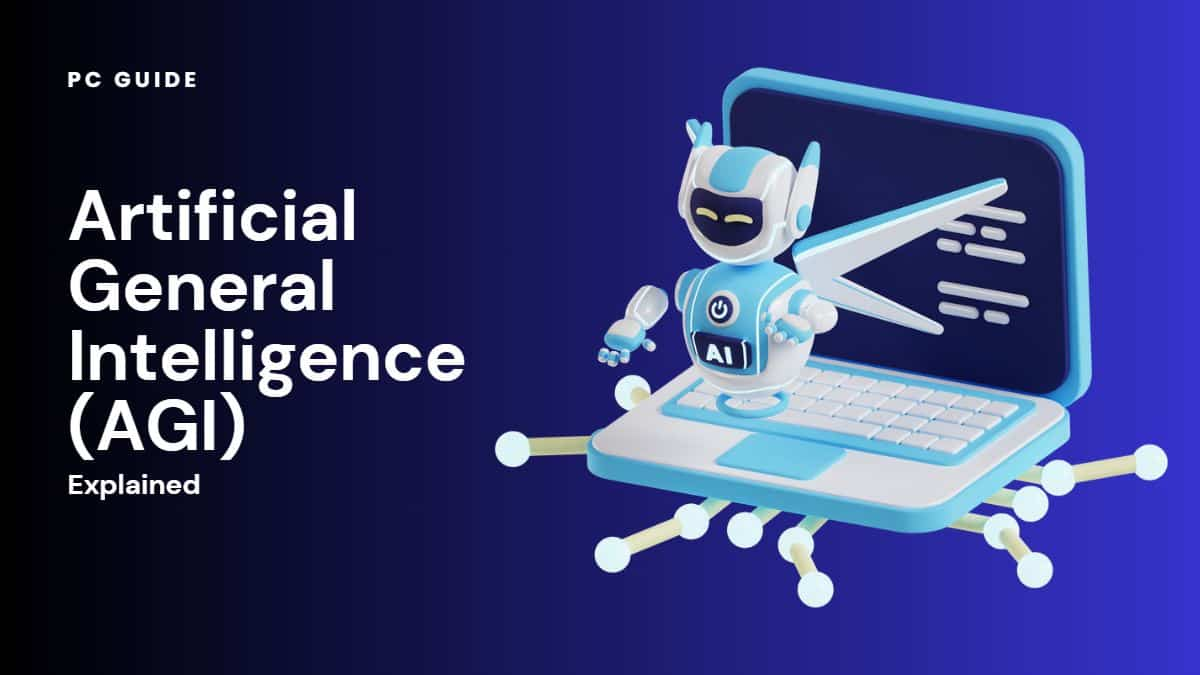 PC GUIDE
Artificial
General
Intelligence
(AGI)
Explained
AI